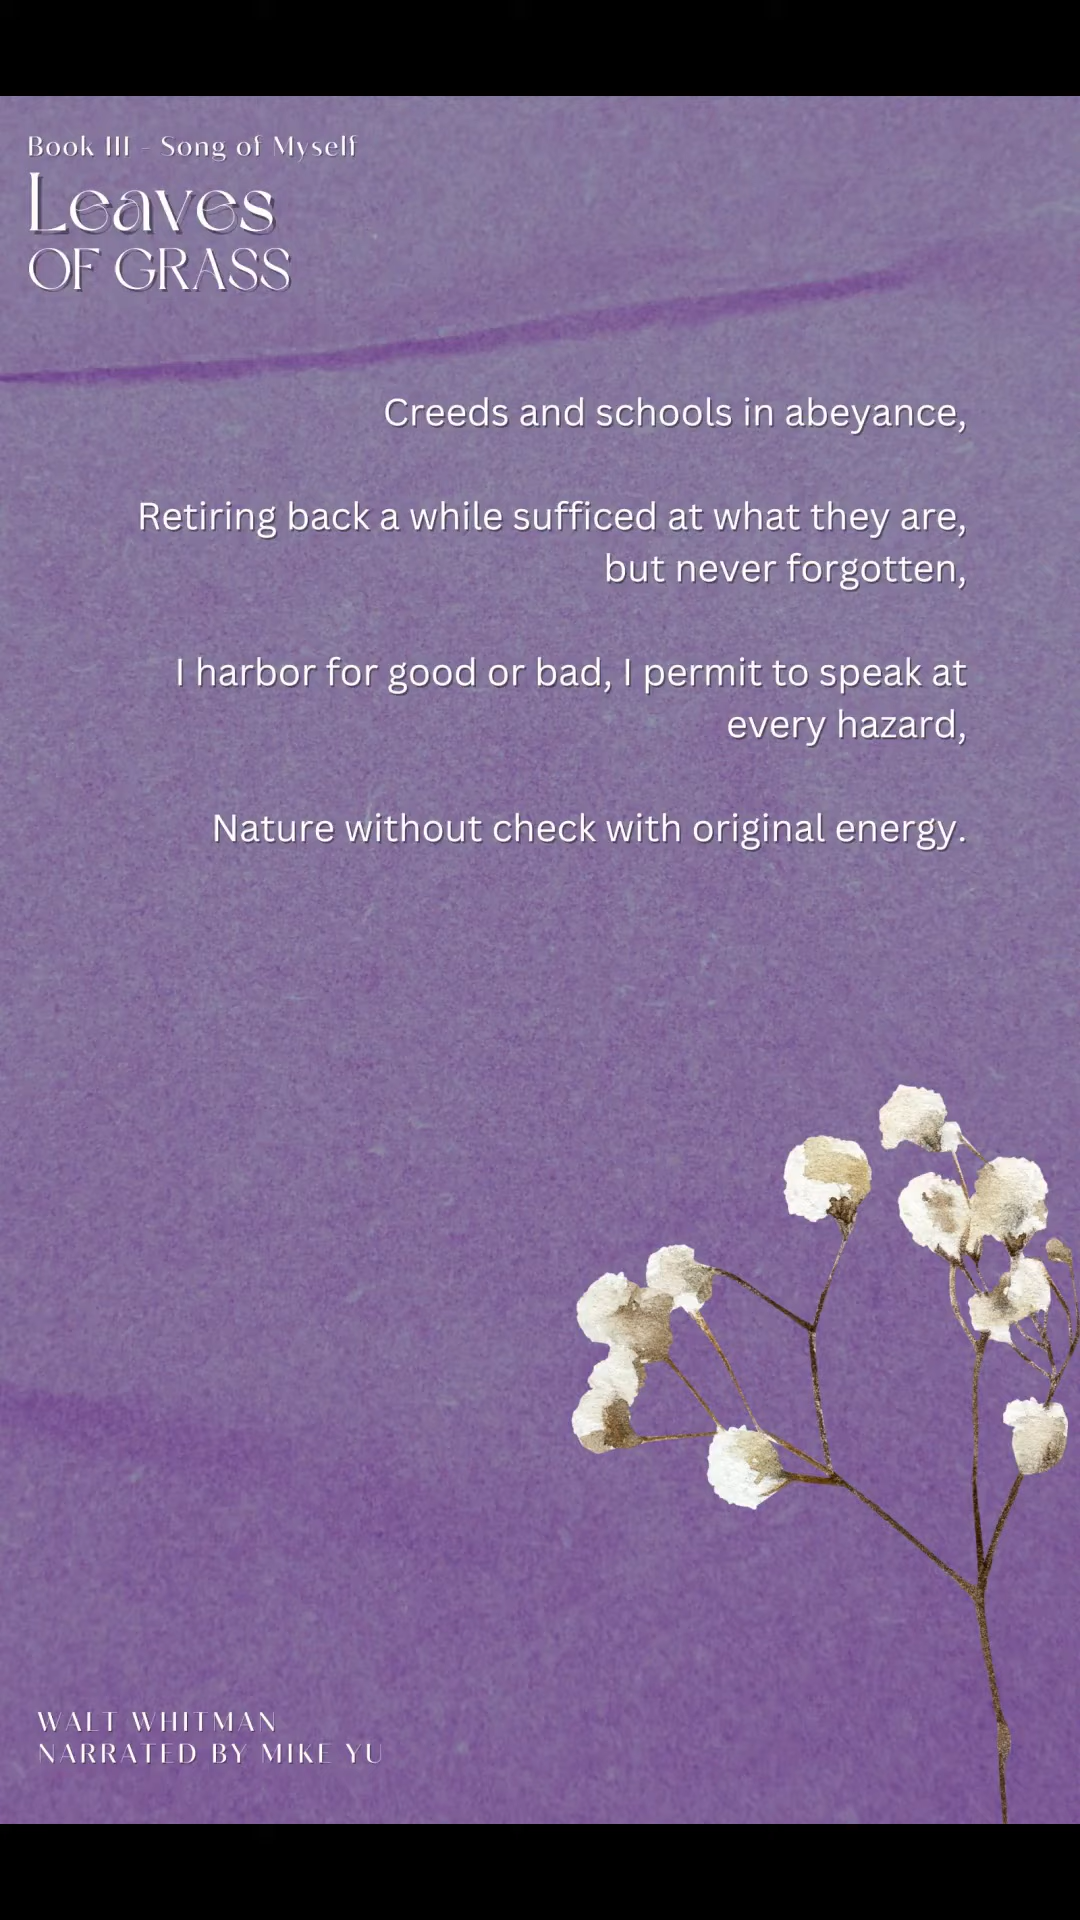 Book III - Song of Myself
Leaves
OF GRASS
Creeds and schools in abeyance,
Retiring back a while sufficed at what they are,
but never forgotten,
I harbor for good or bad, I permit to speak at
every hazard,
Nature without check with original energy.
WALT WHITMAN
NARRATED BY MIKE YU